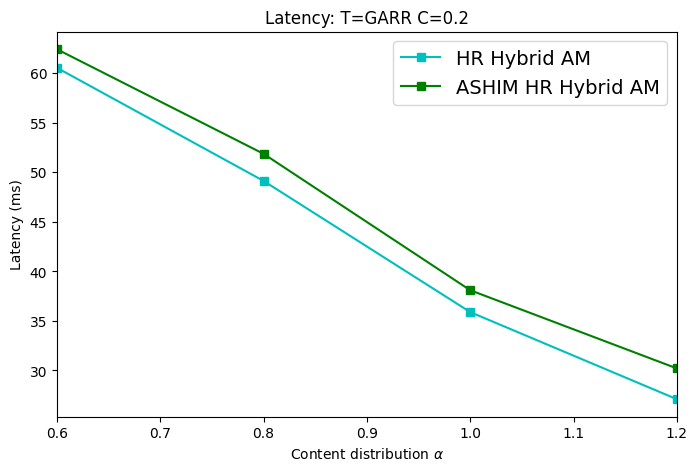 Latency: T=GARR C=0.2
HR Hybrid AM
ASHIM HR Hybrid AM
Latency (ms)
60
55
50
45
40
35
30
0.6 0.7 0.8 0.9 1.0 1.1 1.2
Content distribution α